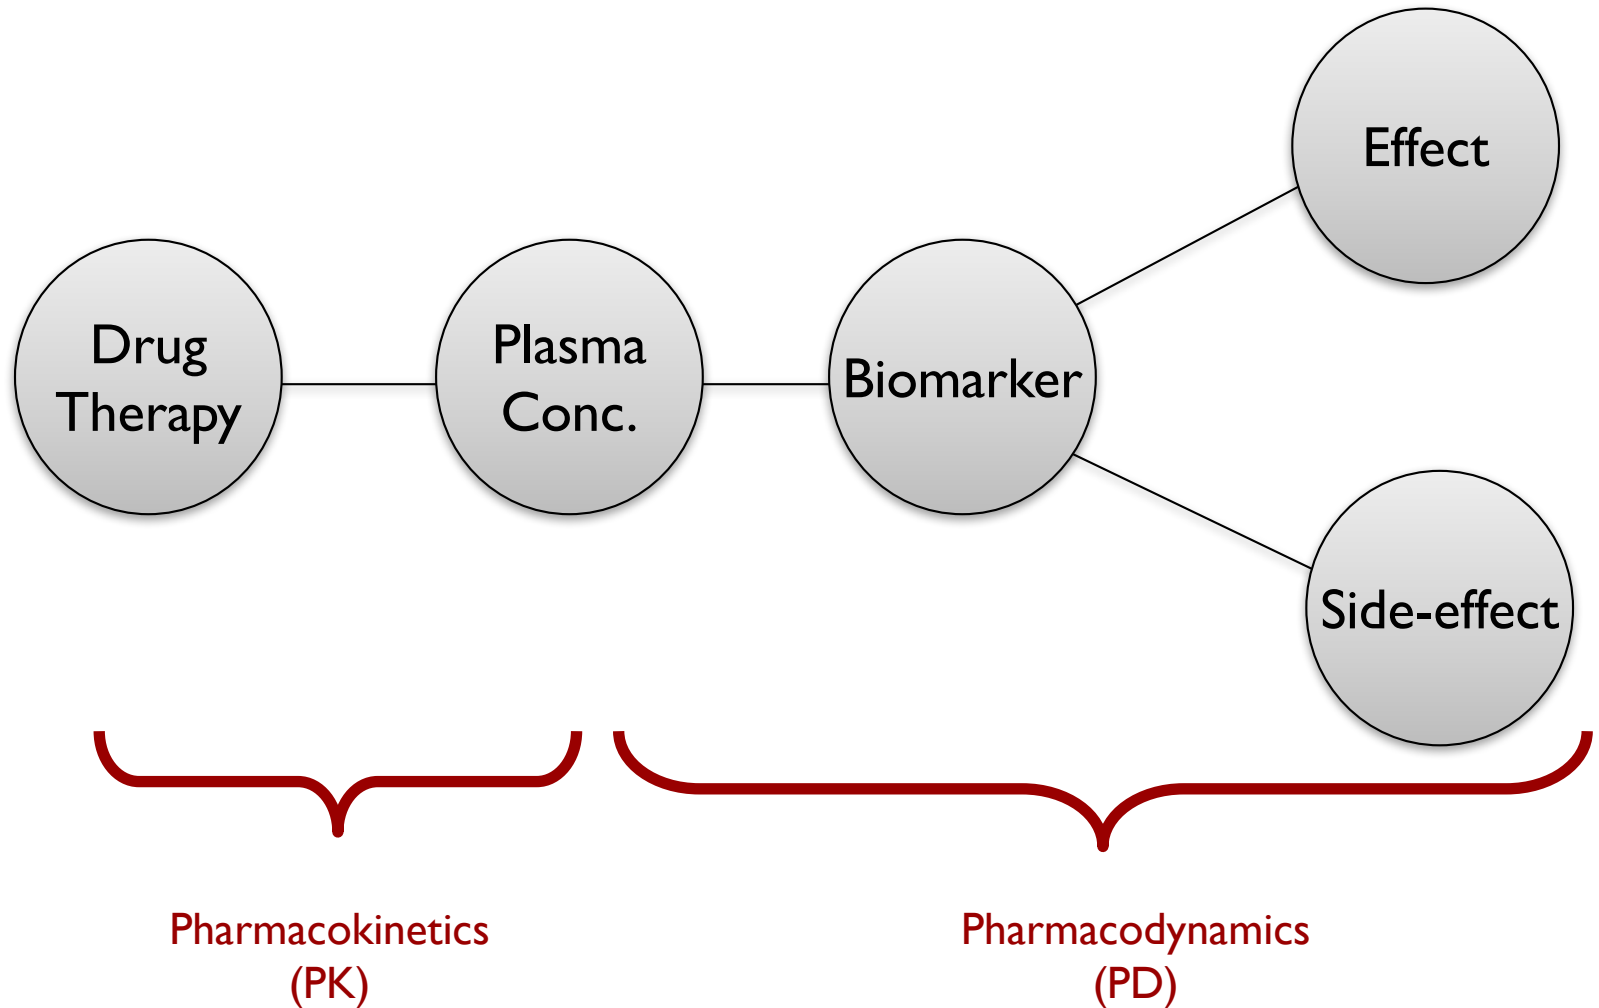 Drug
Therapy
Plasma
Conc.
Biomarker
Effect
Side-effect
Pharmacokinetics
(PK)
Pharmacodynamics
(PD)